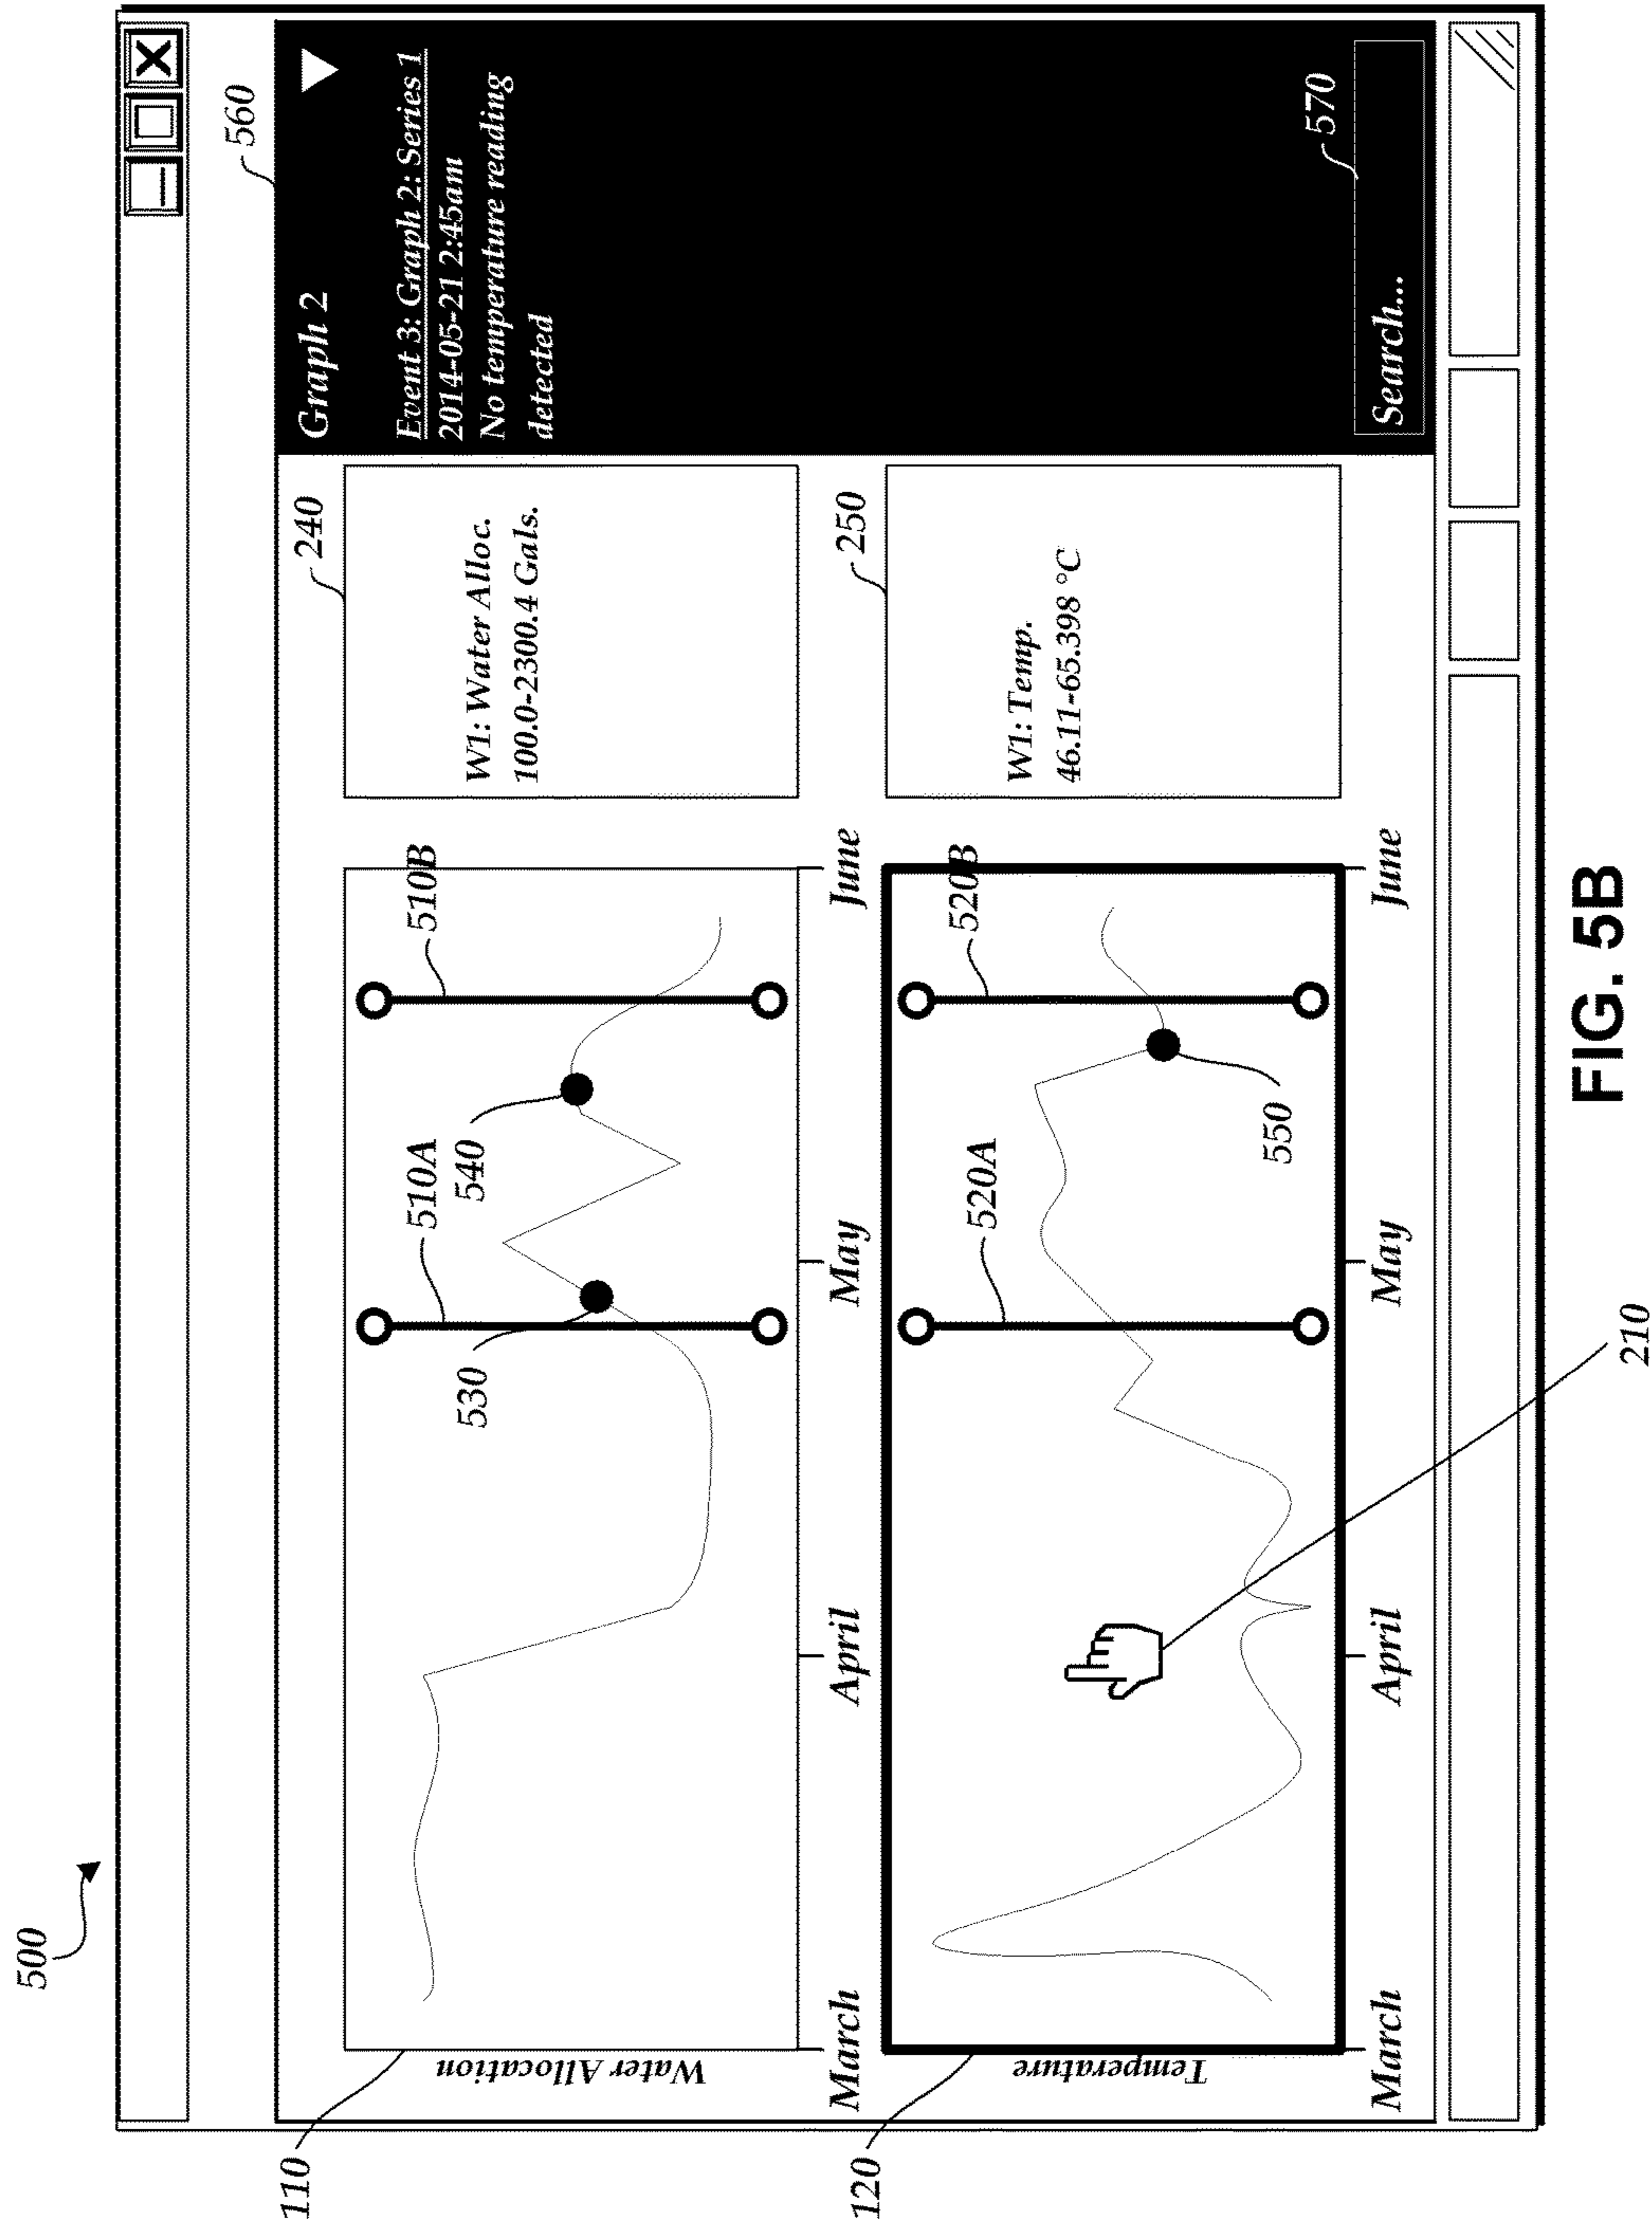 500
560
110
240
Graph 2
Event 3: Graph 2: Series 1
2014-05-21 2:45am
No temperature reading
detected
Water Allocation
530
510A
540
510B
W1: Water Alloc.
100.0-2300.4 Gals.
March
April
May
June
120
250
Temperature
520A
520B
550
W1: Temp.
46.11-65.398 °C
570
Search...
March
April
May
June
210
FIG. 5B